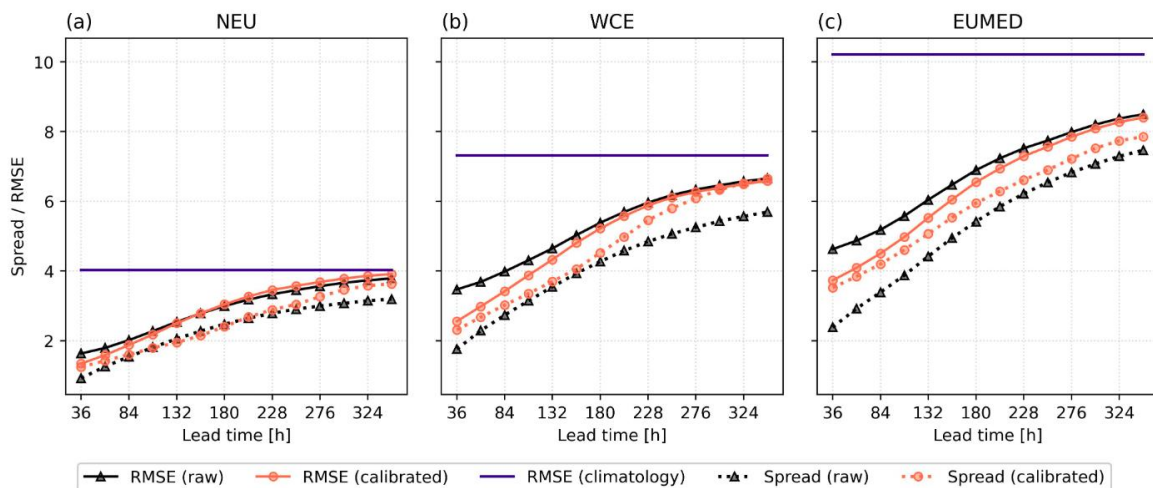 (a) NEU
(b) WCE
(c) EUMED
Spread / RMSE
10
8
6
4
2
36 84 132 180 228 276 324
36 84 132 180 228 276 324
36 84 132 180 228 276 324
Lead time [h]
Lead time [h]
Lead time [h]
RMSE (raw) RMSE (calibrated) RMSE (climatology) Spread (raw) Spread (calibrated)